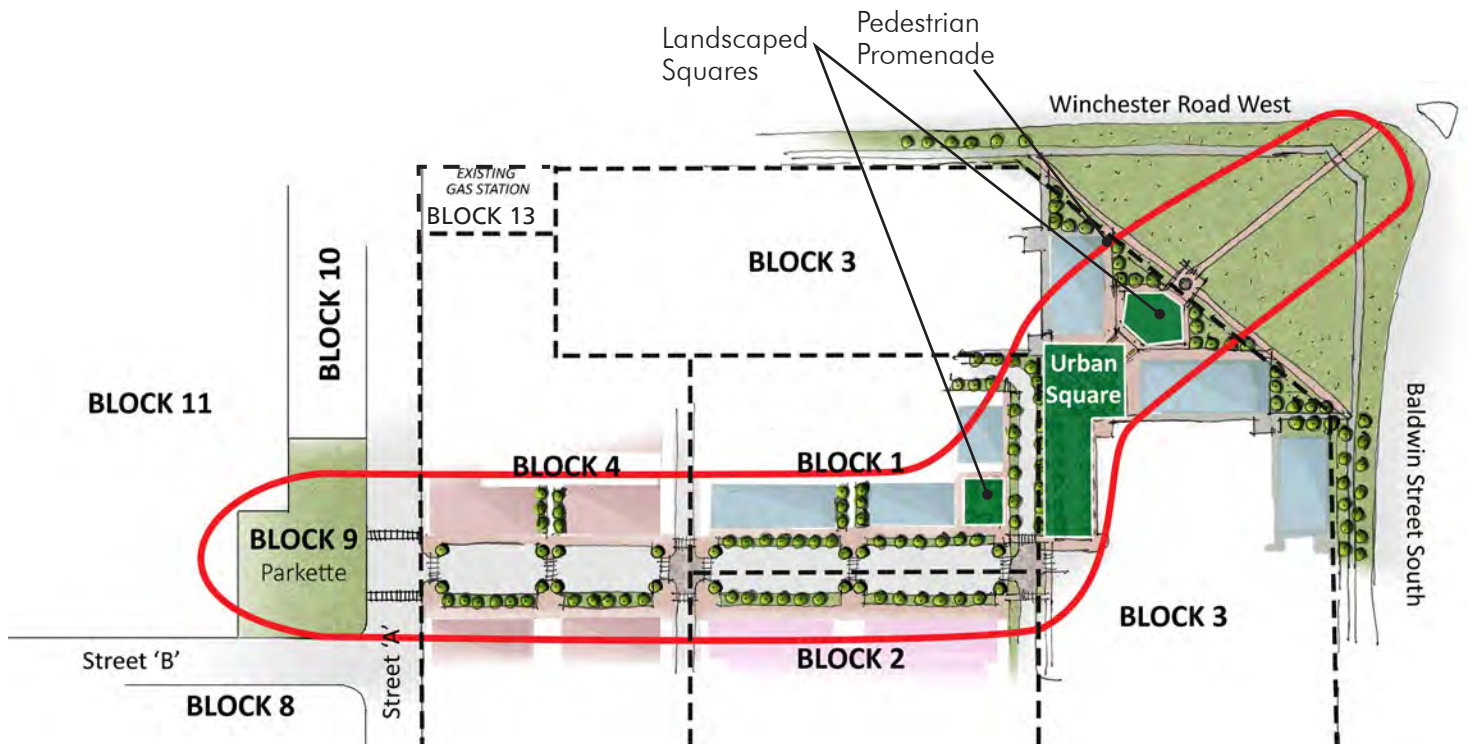 Landscaped
Squares
Pedestrian
Promenade
Winchester Road West
EXISTING
GAS STATION
BLOCK 13
BLOCK 3
BLOCK 10
BLOCK 11
Urban
Square
Baldwin Street South
BLOCK 4
BLOCK 1
BLOCK 9
Parkette
BLOCK 3
Street 'B'
Street 'A'
BLOCK 2
BLOCK 8